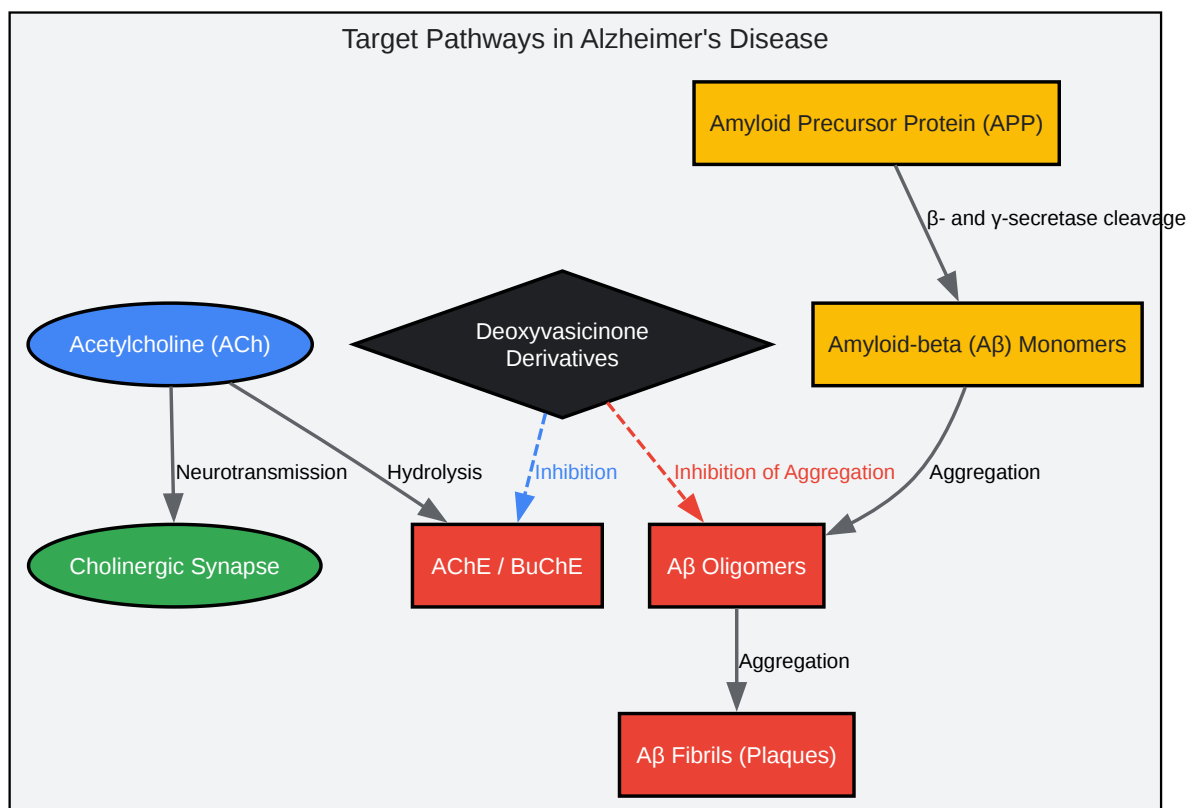 Target Pathways in Alzheimer's Disease
Amyloid Precursor Protein (APP)
β- and γ-secretase cleavage
Acetylcholine (ACh)
Deoxyvasicinone
Derivatives
Amyloid-beta (Aβ) Monomers
Neurotransmission
Hydrolysis
Inhibition
Inhibition of Aggregation
Aggregation
Cholinergic Synapse
AChE / BuChE
Aβ Oligomers
Aggregation
Aβ Fibrils (Plaques)